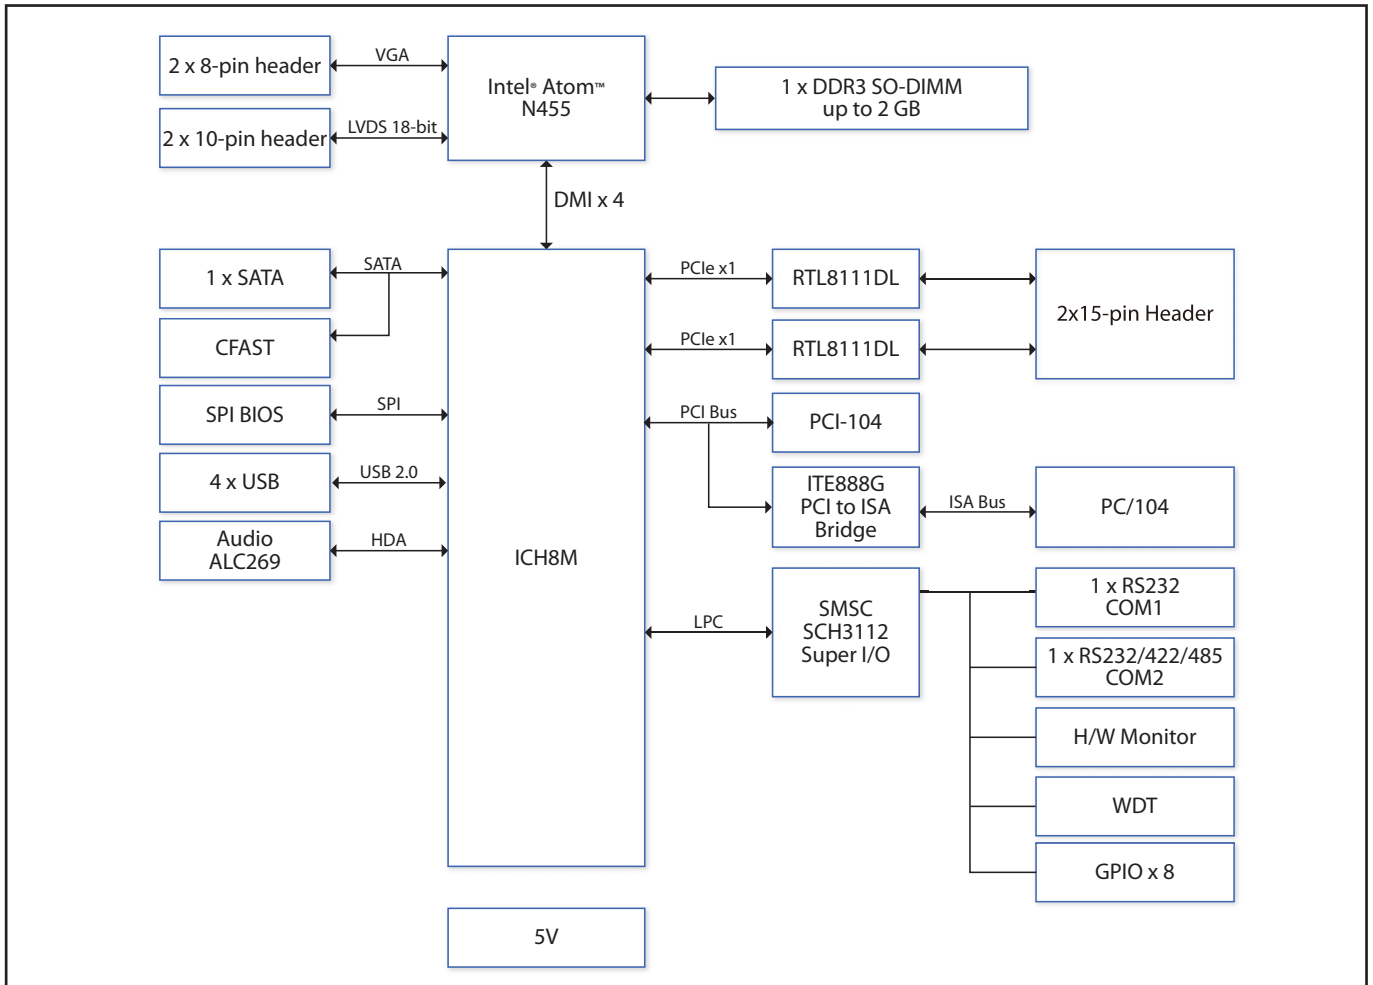 2 x 8-pin header
VGA
Intel® Atom™
N455
1 x DDR3 SO-DIMM
up to 2 GB
2 x 10-pin header
LVDS 18-bit
DMI x 4
1 x SATA
SATA
CFAST
SPI BIOS
SPI
4 x USB
USB 2.0
Audio
ALC269
HDA
ICH8M
PCIe x1
RTL8111DL
2x15-pin Header
PCIe x1
RTL8111DL
PCI Bus
PCI-104
ITE888G
PCI to ISA
Bridge
ISA Bus
PC/104
LPC
SMSC
SCH3112
Super I/O
1 x RS232
COM1
1 x RS232/422/485
COM2
H/W Monitor
WDT
GPIO x 8
5V